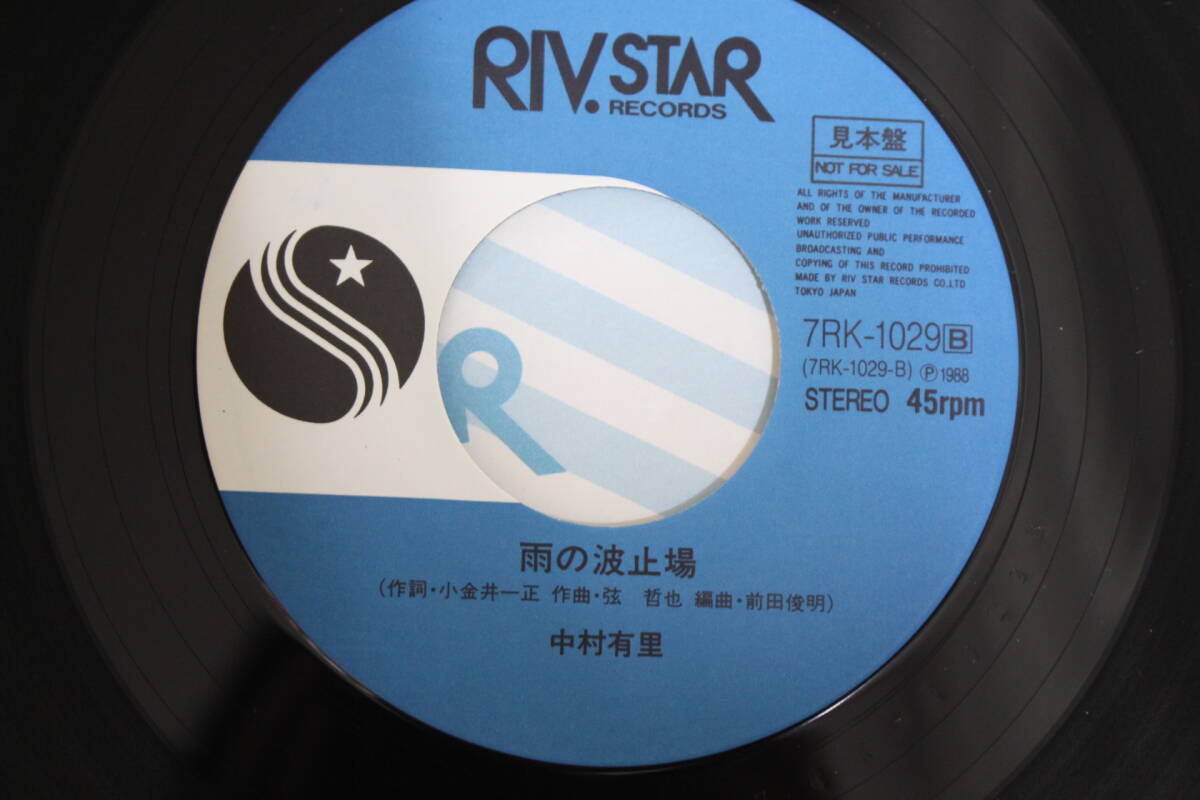 RIV. STAR
RECORDS
見本盤
NOT FOR SALE
ALL RIGHTS OF THE MANUFACTURER
AND OF THE OWNER OF THE RECORDED
WORK RESERVED
UNAUTHORIZED PUBLIC PERFORMANCE
BROADCASTING AND
COPYING OF THIS RECORD PROHIBITED
MADE BY RIV STAR RECORDS CO.,LTD
TOKYO JAPAN
7RK-1029 B
(7RK-1029-B) Ⓟ 1988
STEREO 45rpm
R
雨の波止場
(作詞・小金井一正 作曲・弦 哲也 編曲・前田俊明)
中村有里